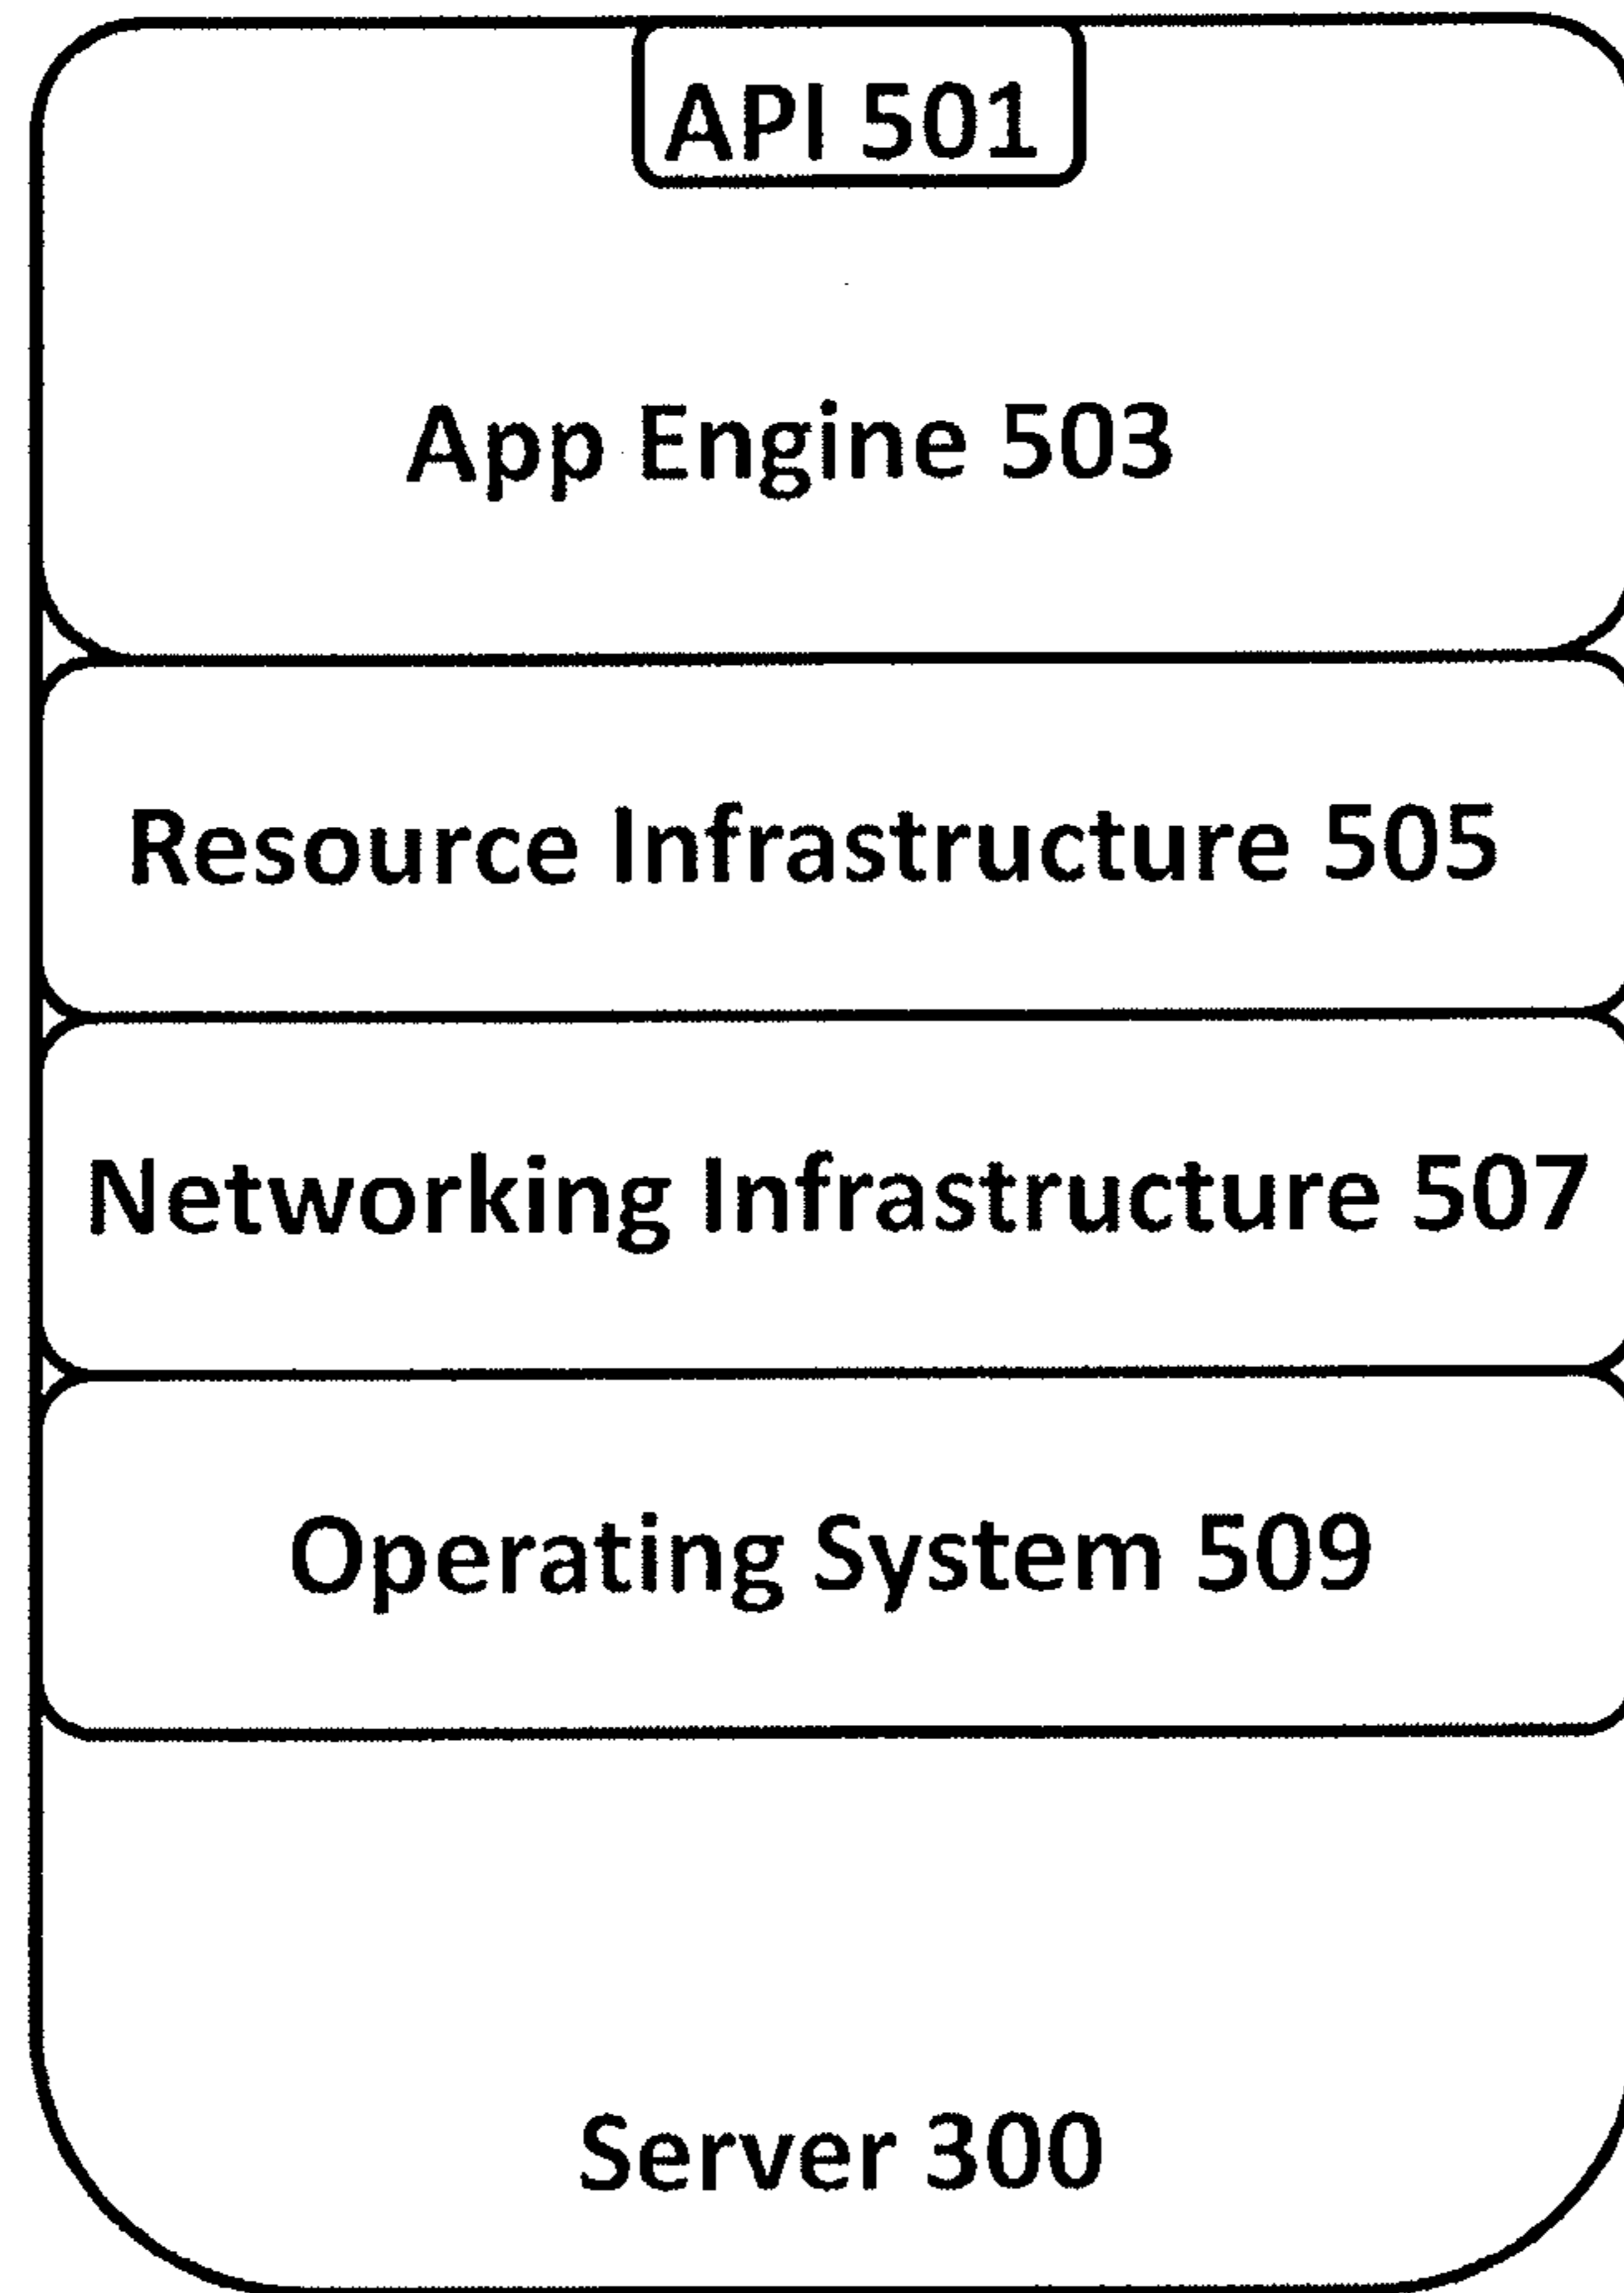 API 501
App Engine 503
Resource Infrastructure 505
Networking Infrastructure 507
Operating System 509
Server 300